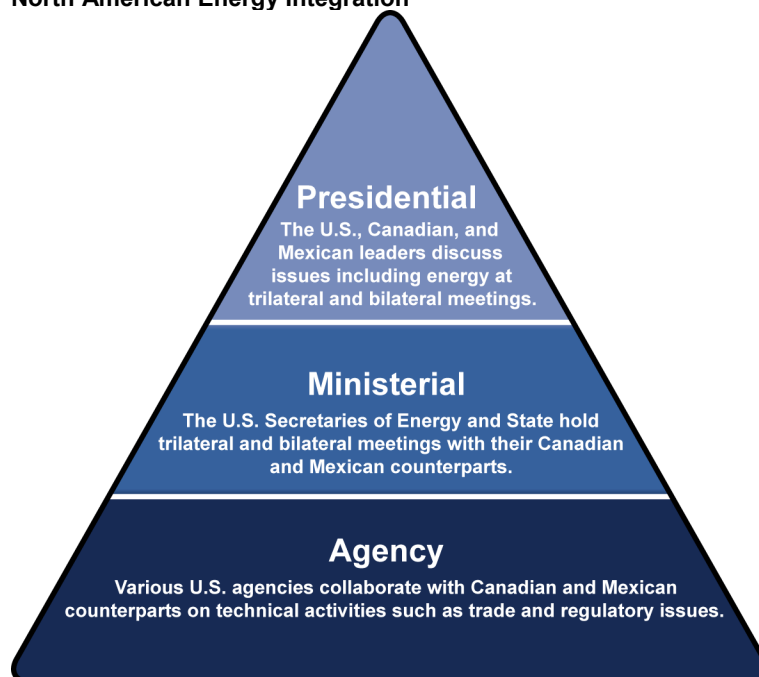 North American Energy Integration
Presidential
The U.S., Canadian, and
Mexican leaders discuss
issues including energy at
trilateral and bilateral meetings.
Ministerial
The U.S. Secretaries of Energy and State hold
trilateral and bilateral meetings with their Canadian
and Mexican counterparts.
Agency
Various U.S. agencies collaborate with Canadian and Mexican
counterparts on technical activities such as trade and regulatory issues.